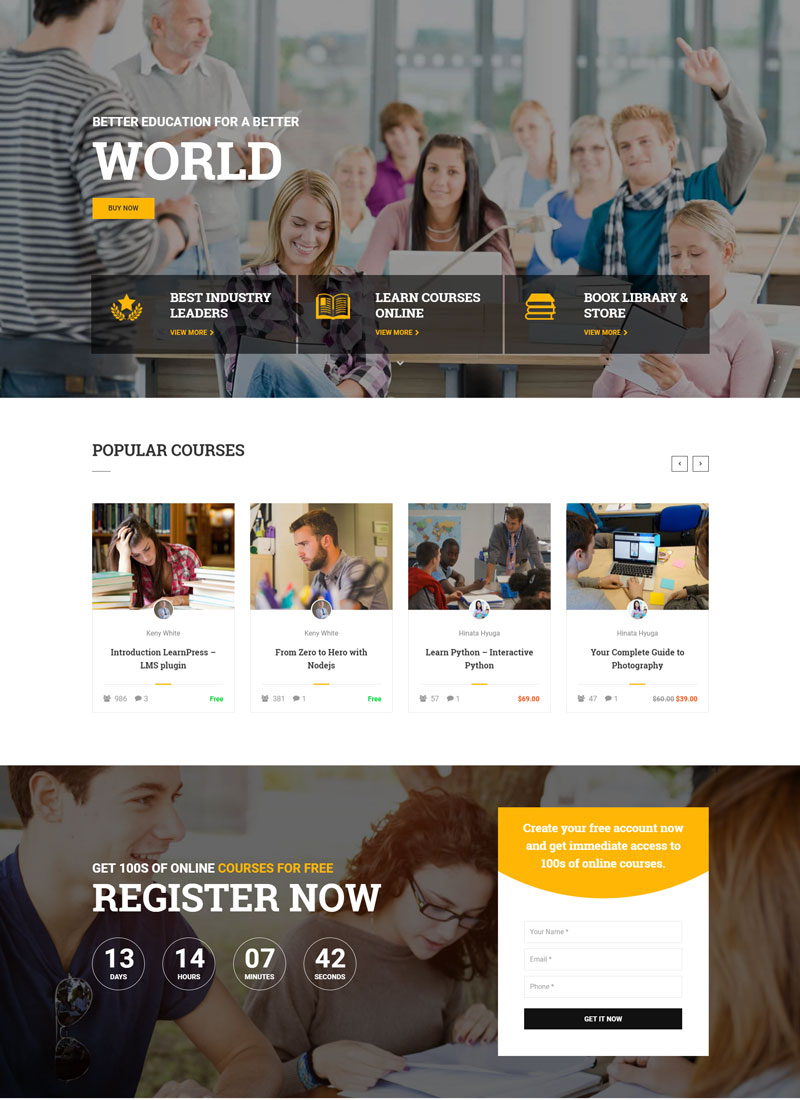 BETTER EDUCATION FOR A BETTER
WORLD
BUY NOW
BEST INDUSTRY
LEADERS
VIEW MORE
LEARN COURSES
ONLINE
VIEW MORE
BOOK LIBRARY &
STORE
VIEW MORE
POPULAR COURSES
Keny White
Introduction LearnPress –
LMS plugin
986 3 Free
Keny White
From Zero to Hero with
Nodejs
381 1 Free
Hinata Hyuga
Learn Python – Interactive
Python
57 1 $69.00
Hinata Hyuga
Your Complete Guide to
Photography
47 1 $60.00 $39.00
GET 100S OF ONLINE COURSES FOR FREE
REGISTER NOW
13 14 07 42
DAYS HOURS MINUTES SECONDS
Create your free account now
and get immediate access to
100s of online courses.
Your Name *
Email *
Phone *
GET IT NOW